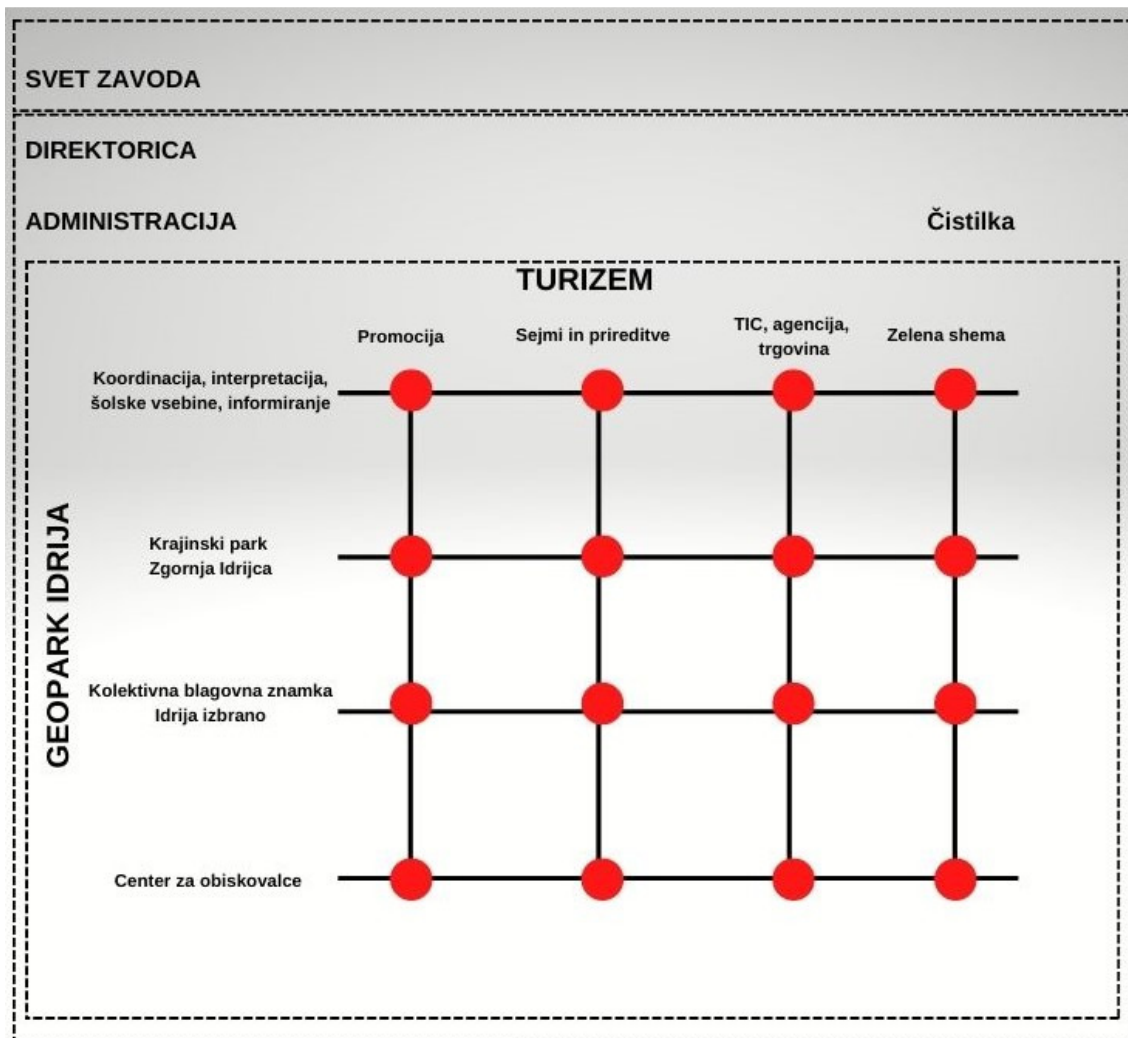 SVET ZAVODA
DIREKTORICA
ADMINISTRACIJA
Čistilka
TURIZEM
Promocija
Sejmi in prireditve
TIC, agencija,
trgovina
Zelena shema
GEOPARK IDRIJA
Koordinacija, interpretacija,
šolske vsebine, informiranje
Krajinski park
Zgornja Idrijca
Kolektivna blagovna znamka
Idrija izbrano
Center za obiskovalce